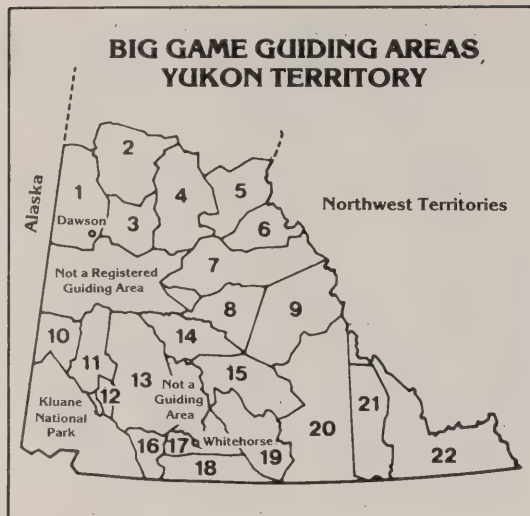 BIG GAME GUIDING AREAS
YUKON TERRITORY
2
1
4
5
Alaska
Dawson
3
6
Northwest Territories
Not a Registered
Guiding Area
7
8
9
10
14
11
15
12
13
Not a
Guiding
Area
Kluane
National
Park
20
21
16
17
Whitehorse
19
18
22